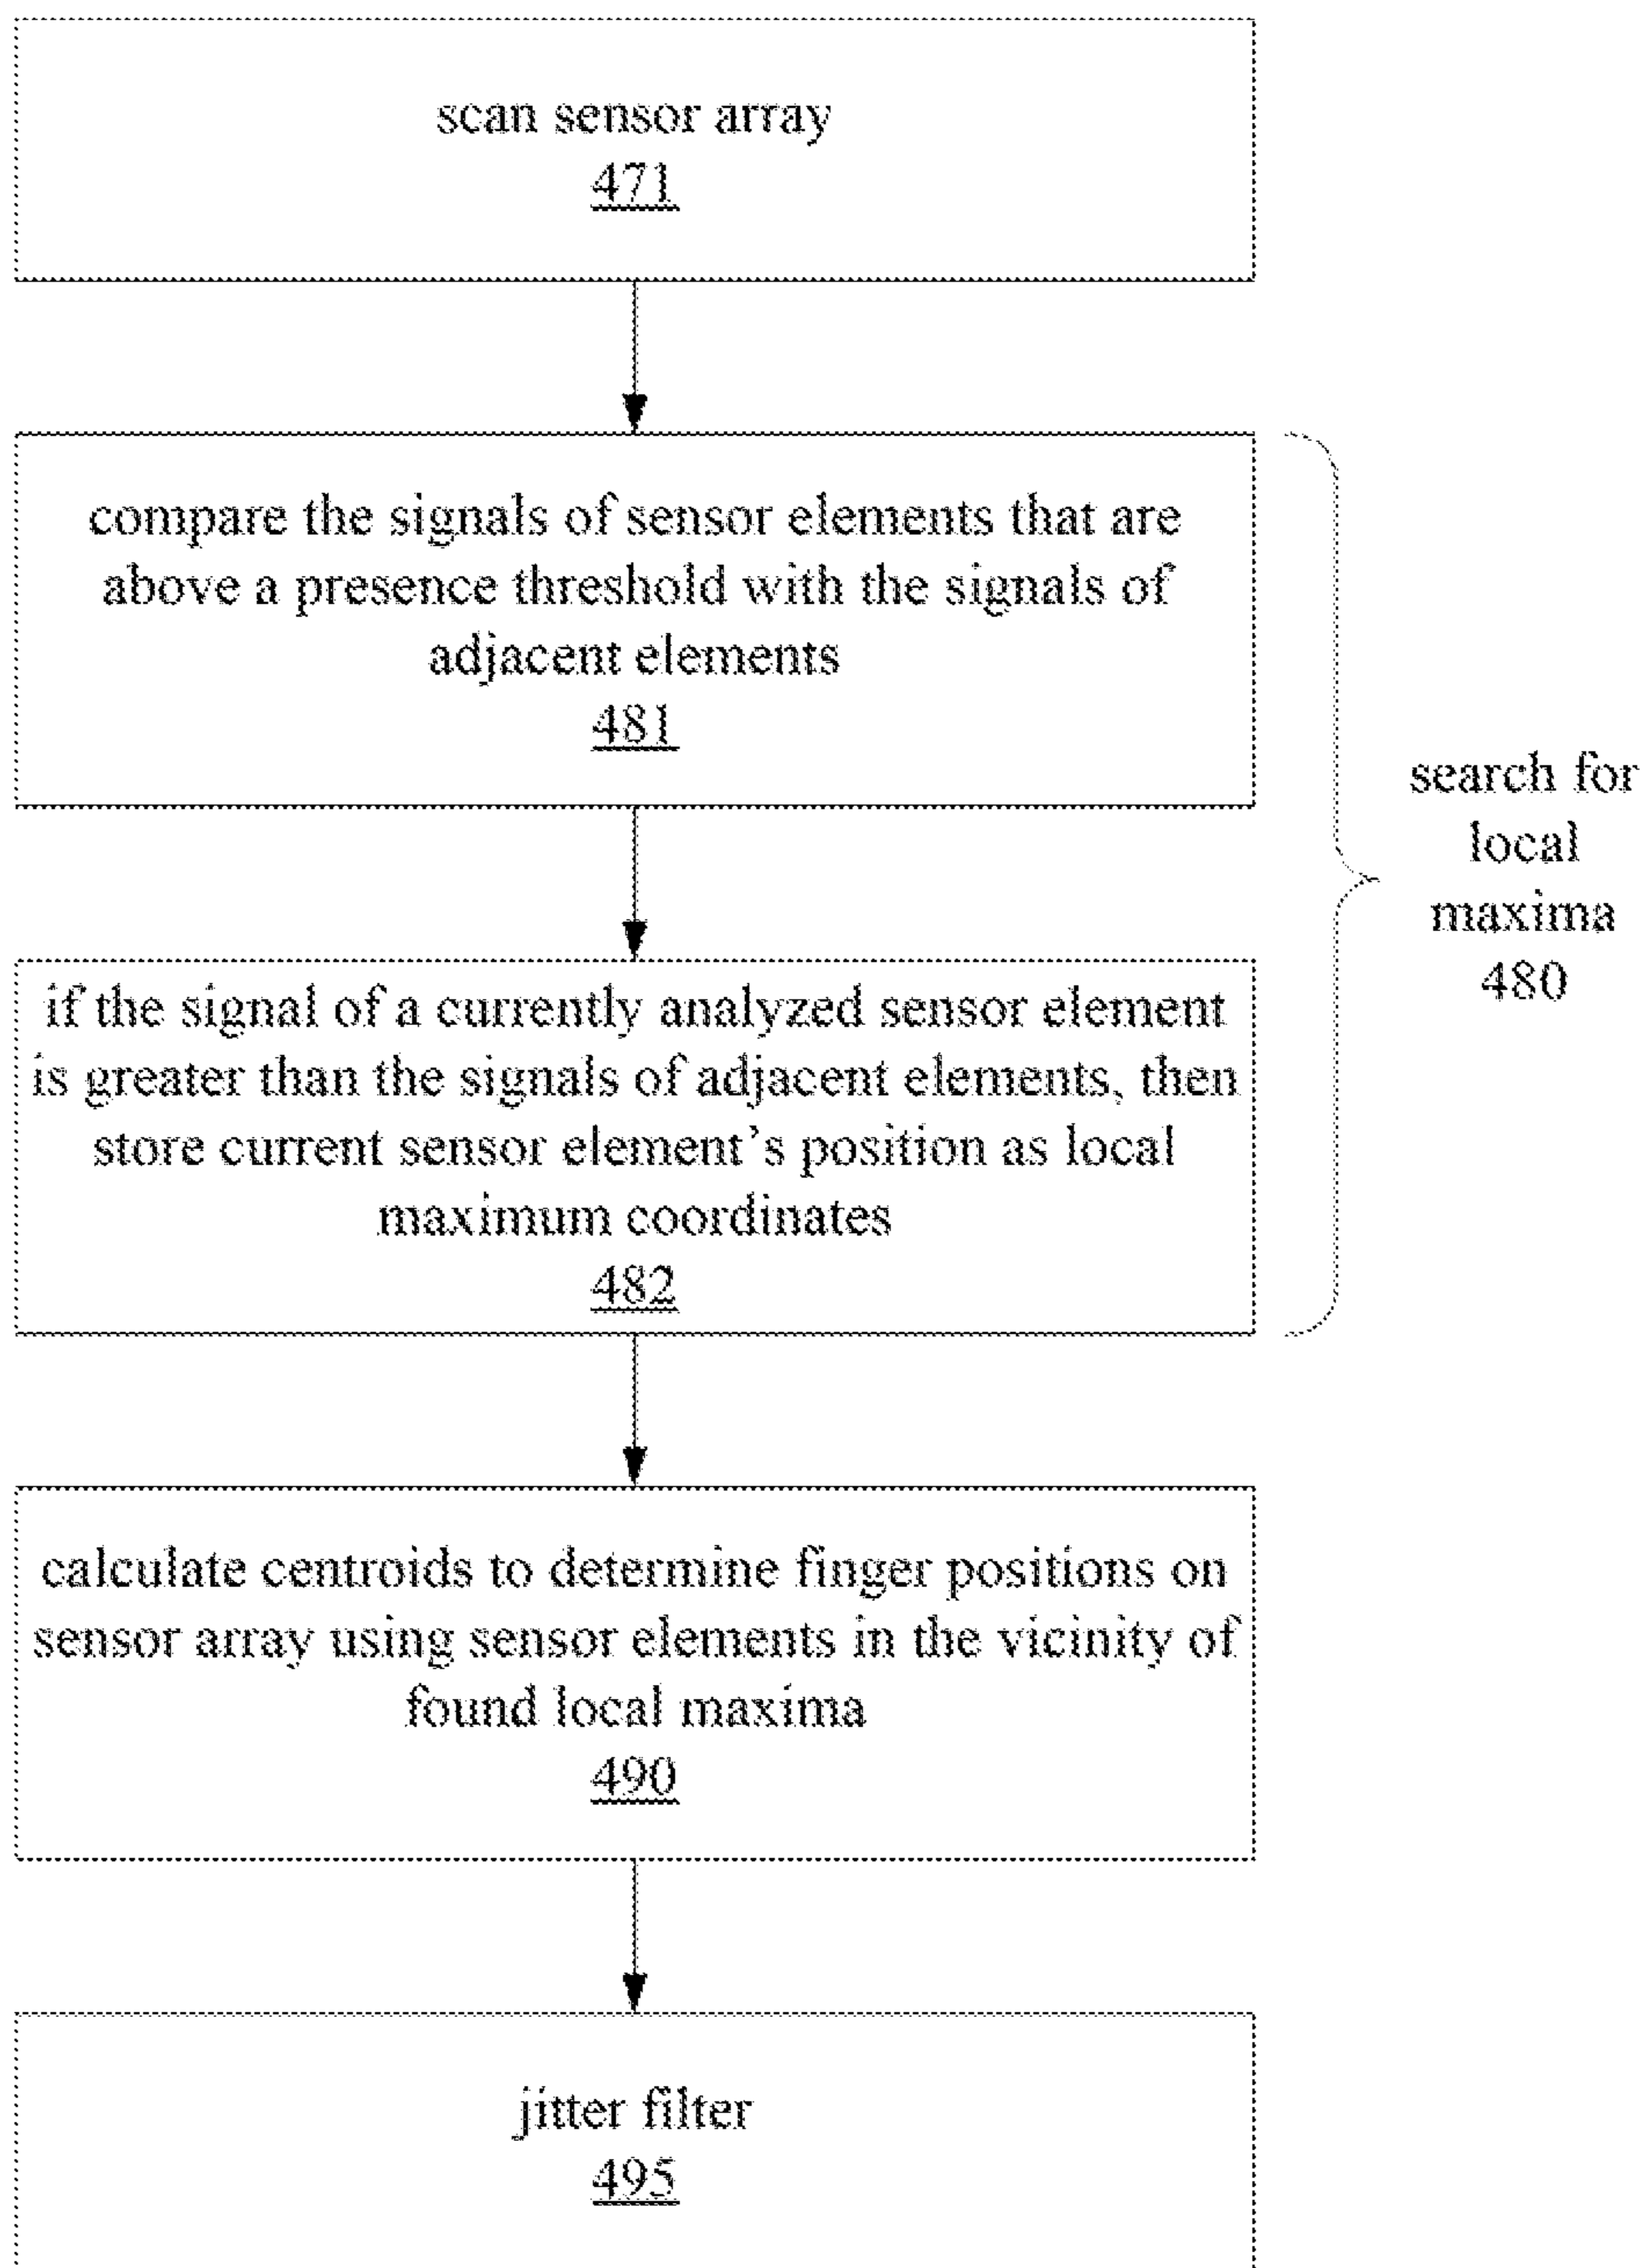 scan sensor array
471
compare the signals of sensor elements that are
above a presence threshold with the signals of
adjacent elements
481
search for
local
maxima
480
if the signal of a currently analyzed sensor element
is greater than the signals of adjacent elements, then
store current sensor element's position as local
maximum coordinates
482
calculate centroids to determine finger positions on
sensor array using sensor elements in the vicinity of
found local maxima
490
jitter filter
495